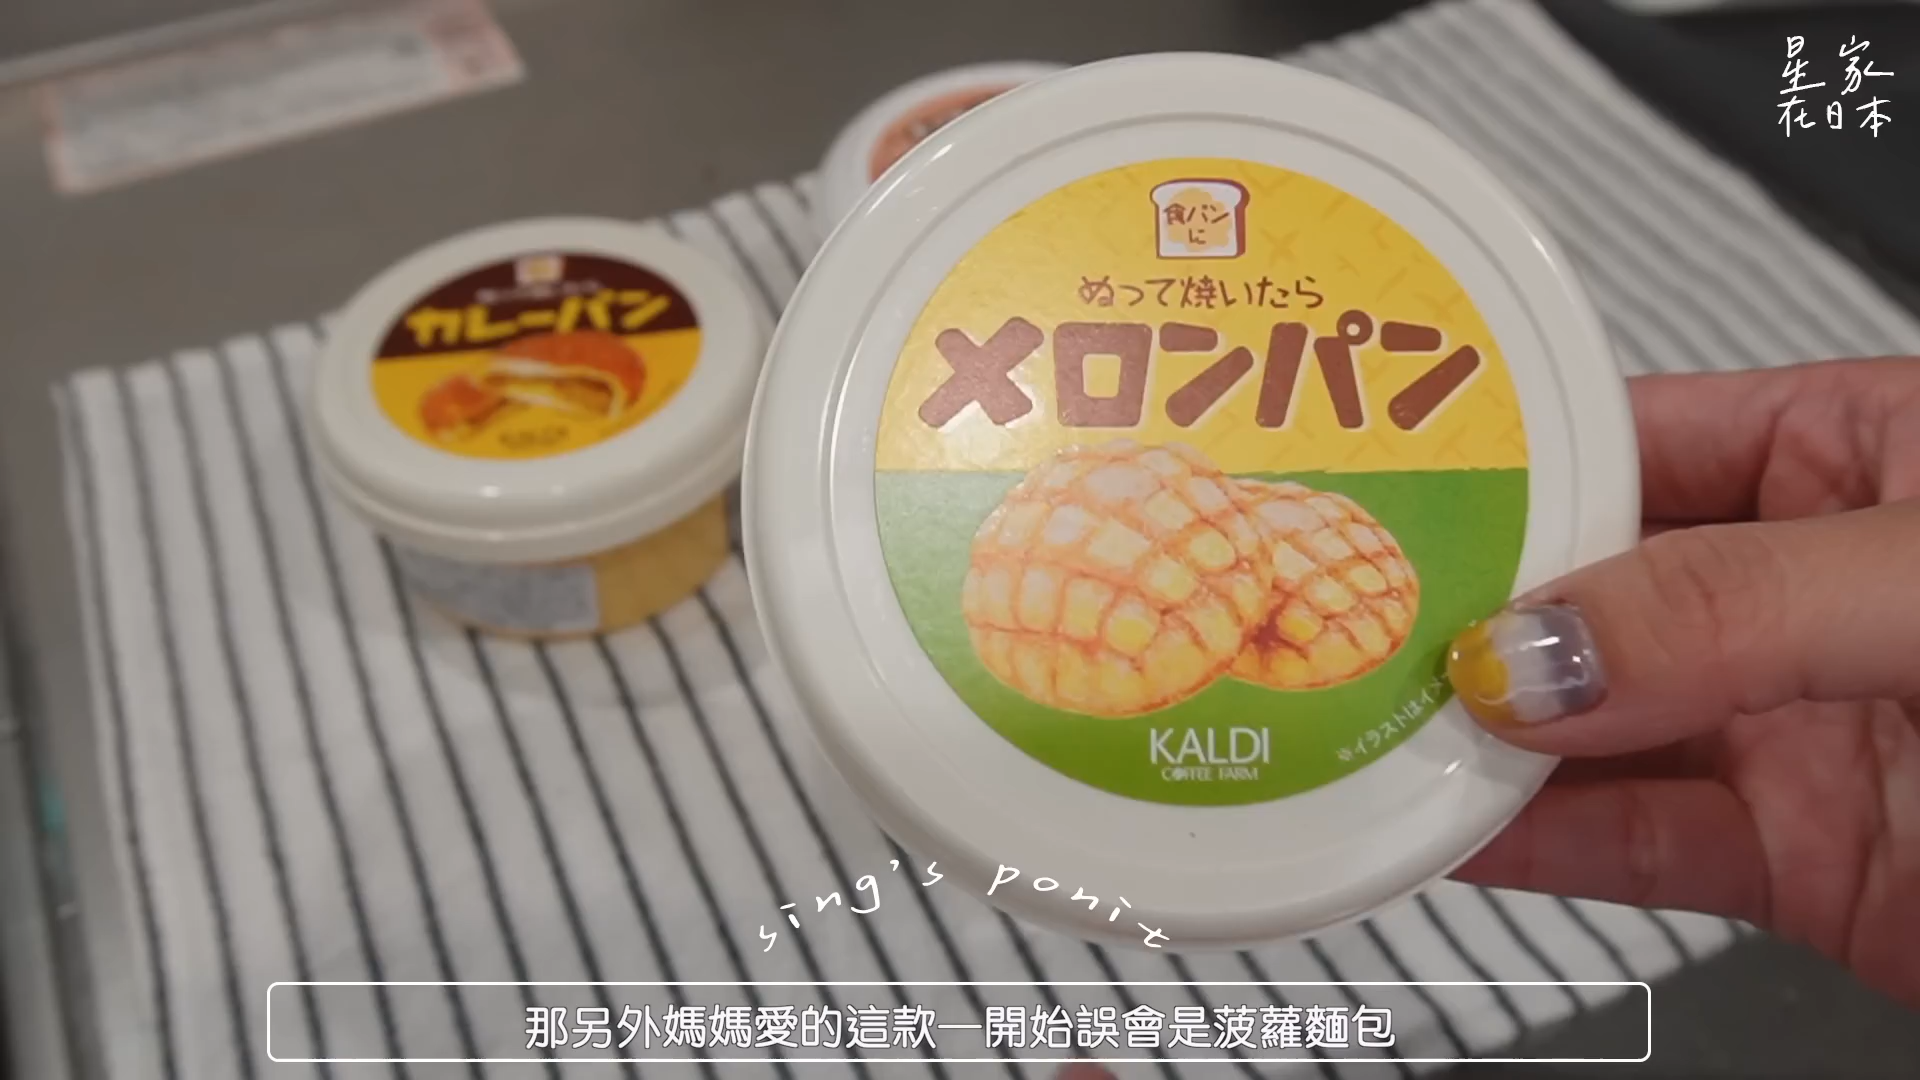 星家
在日本
食パン
に
ぬって焼いたら
メロンパン
KALDI
COFFEE FARM
※イラストはイメ
カレーパン
KALDI
sing's ponit
那另外媽媽愛的這款一開始誤會是菠蘿麵包